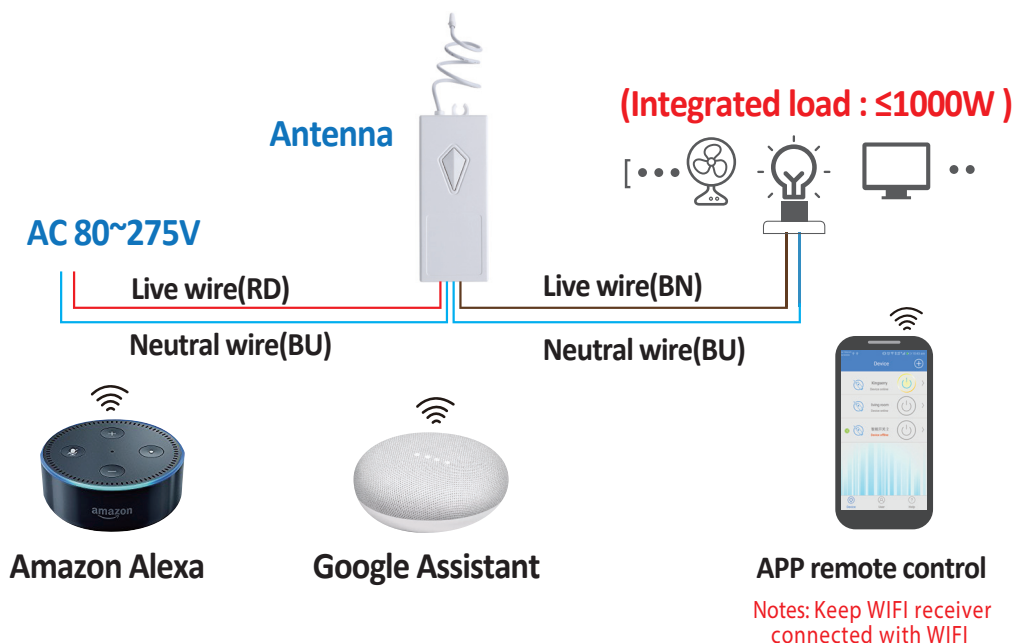 (Integrated load : ≤1000W )
Antenna
AC 80~275V
Live wire(RD)
Live wire(BN)
Neutral wire(BU)
Neutral wire(BU)
Device
amazon
Amazon Alexa
Google Assistant
APP remote control
Notes: Keep WIFI receiver
connected with WIFI